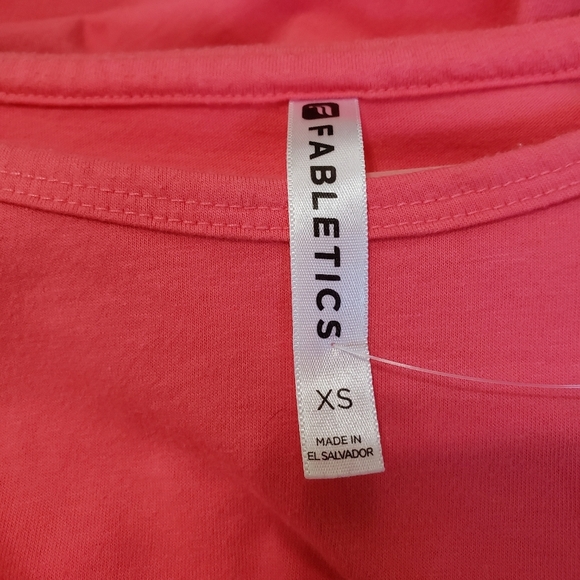 FABLETICS
XS
MADE IN
EL SALVADOR